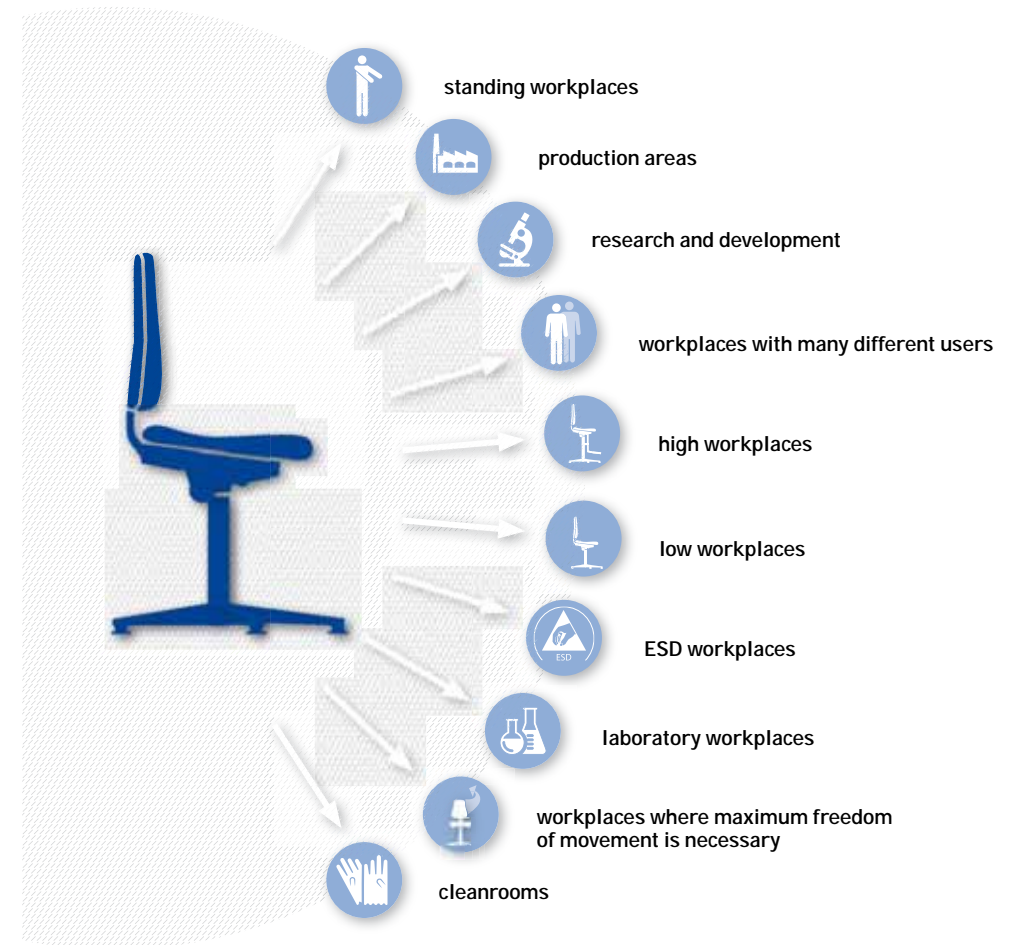 standing workplaces
production areas
research and development
workplaces with many different users
high workplaces
low workplaces
ESD
ESD workplaces
laboratory workplaces
workplaces where maximum freedom
of movement is necessary
cleanrooms